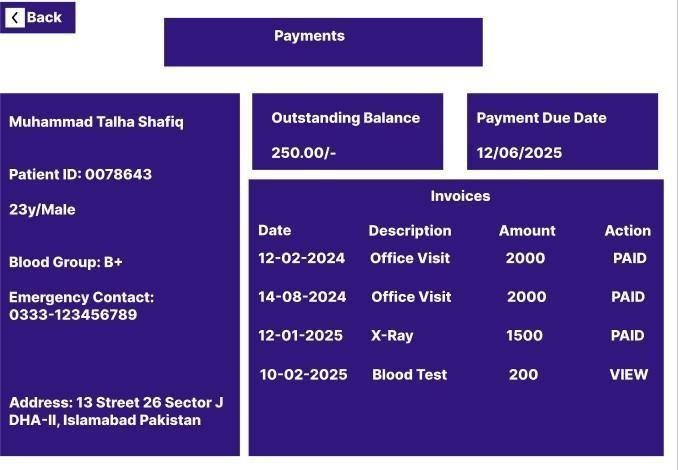 Back
Payments
Muhammad Talha Shafiq
Patient ID: 0078643
23y/Male
Blood Group: B+
Emergency Contact:
0333-123456789
Address: 13 Street 26 Sector J
DHA-II, Islamabad Pakistan
Outstanding Balance
250.00/-
Payment Due Date
12/06/2025
Invoices
Date Description Amount Action
12-02-2024 Office Visit 2000 PAID
14-08-2024 Office Visit 2000 PAID
12-01-2025 X-Ray 1500 PAID
10-02-2025 Blood Test 200 VIEW